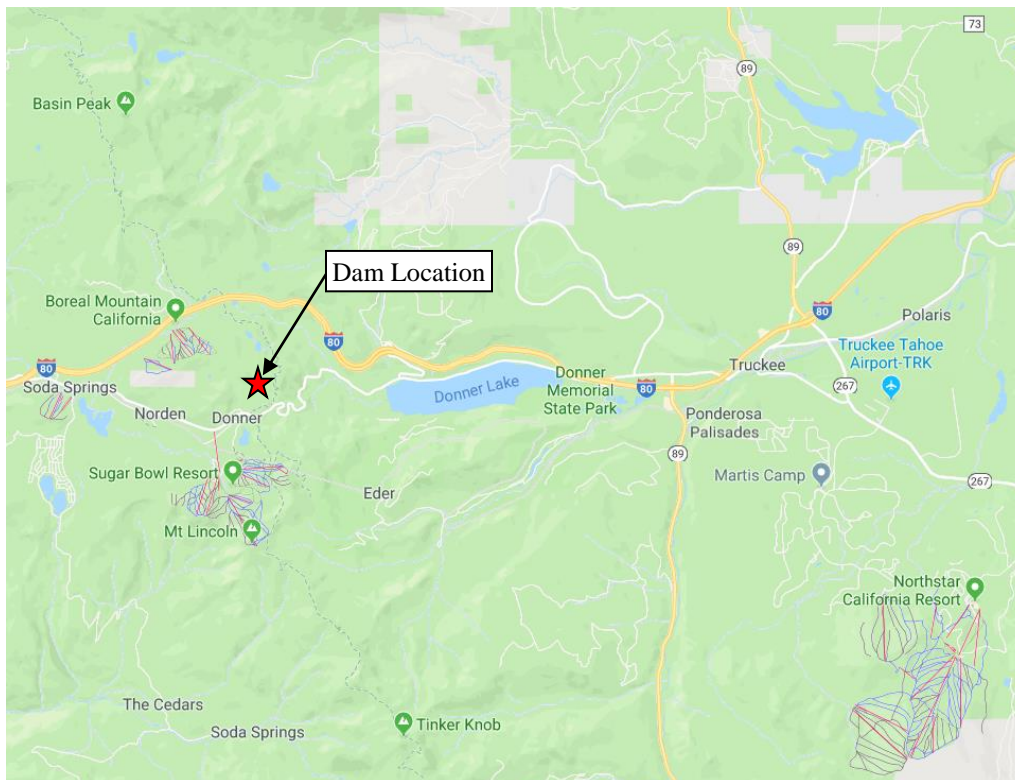 73
89
Basin Peak
89
Dam Location
Boreal Mountain
California
80
80
80
Polaris
Truckee Tahoe
Airport-TRK
80
Soda Springs
Donner Lake
Donner
Memorial
State Park
80
Truckee
267
Norden
Donner
Ponderosa
Palisades
Sugar Bowl Resort
89
Martis Camp
267
Eder
Mt Lincoln
Northstar
California Resort
The Cedars
Soda Springs
Tinker Knob